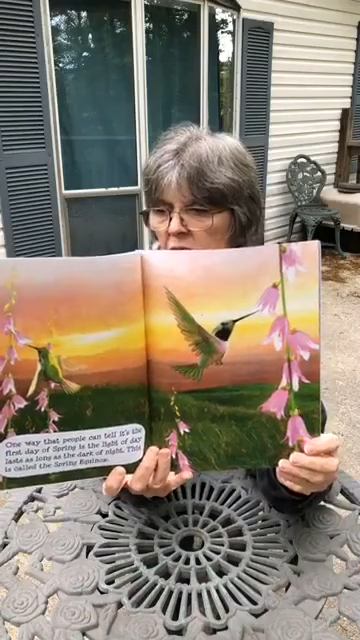 One way that people can tell it's the
first day of Spring is the light of day
lasts as long as the dark of night. This
is called the Spring Equinox.